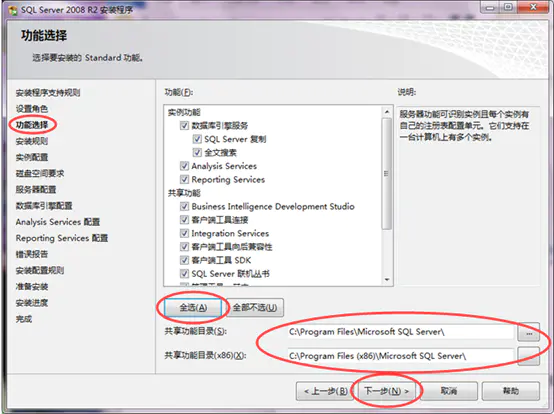 SQL Server 2008 R2 安装程序
功能选择
选择要安装的 Standard 功能。
安装程序支持规则
设置角色
功能选择
安装规则
实例配置
磁盘空间要求
服务器配置
数据库引擎配置
Analysis Services 配置
Reporting Services 配置
错误报告
安装配置规则
准备安装
安装进度
完成
功能(F):
实例功能
数据库引擎服务
SQL Server 复制
全文搜索
Analysis Services
Reporting Services
共享功能
Business Intelligence Development Studio
客户端工具连接
Integration Services
客户端工具向后兼容性
客户端工具 SDK
SQL Server 联机丛书
说明:
服务器功能可识别实例且每个实例有
自己的注册表配置单元。它们支持在
一台计算机上有多个实例。
全选(A)
全部不选(U)
共享功能目录(S):
C:\Program Files\Microsoft SQL Server\
...
共享功能目录(x86)(X):
C:\Program Files (x86)\Microsoft SQL Server\
< 上一步(B)
下一步(N) >
取消
帮助